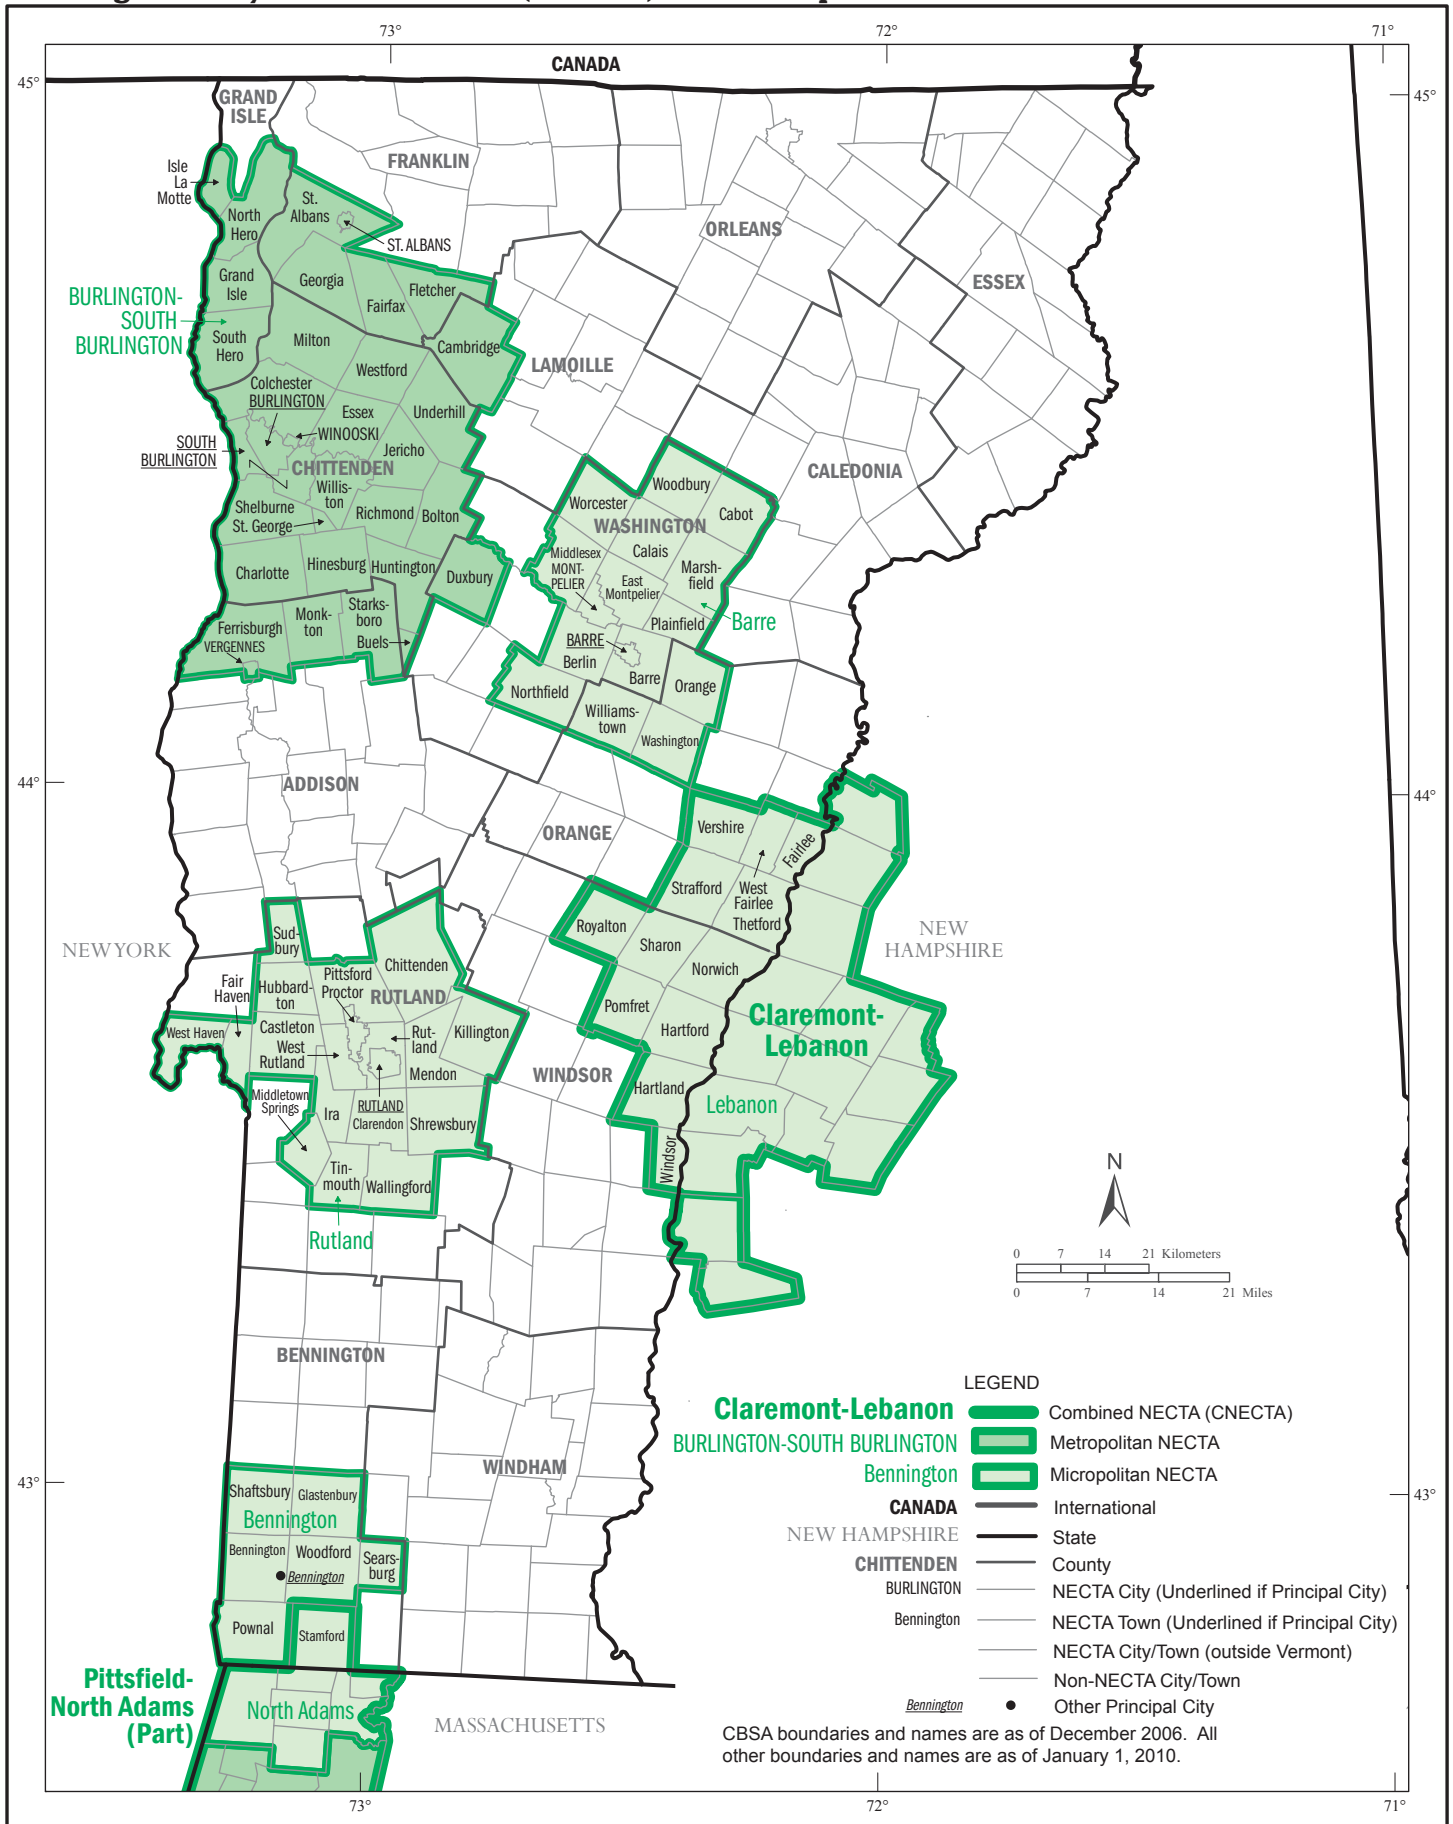 73°
72°
71°
CANADA
45°
45°
GRAND
ISLE
FRANKLIN
Isle
La
Motte
St.
Albans
North
Hero
ST. ALBANS
ORLEANS
Grand
Isle
Georgia
Fletcher
Fairfax
ESSEX
BURLINGTON-
SOUTH
BURLINGTON
South
Hero
Milton
Cambridge
Westford
LAMOILLE
Colchester
BURLINGTON
Essex
Underhill
WINOOSKI
SOUTH
BURLINGTON
Jericho
CHITTENDEN
Willis-
ton
CALEDONIA
Woodbury
Worcester
Cabot
Shelburne
St. George
Richmond
Bolton
WASHINGTON
Calais
Middlesex
MONT-
PELIER
Marsh-
field
East
Montpelier
Charlotte
Hinesburg
Huntington
Duxbury
Barre
Starks-
boro
Monk-
ton
Ferrisburgh
VERGENNES
Buels
Plainfield
BARRE
Berlin
Barre
Orange
Northfield
Williams-
town
Washington
44°
44°
ADDISON
ORANGE
Vershire
Fairlee
Strafford
West
Fairlee
Thetford
Royalton
Sharon
Norwich
NEW YORK
NEW
HAMPSHIRE
Sud-
bury
Chittenden
Pittsford
Proctor
Fair
Haven
Hubbard-
ton
RUTLAND
Pomfret
Hartford
Claremont-
Lebanon
West Haven
Castleton
West
Rutland
Rut-
land
Killington
Mendon
WINDSOR
Hartland
Lebanon
Middletown
Springs
Ira
RUTLAND
Clarendon
Shrewsbury
Windsor
Tin-
mouth
Wallingford
Rutland
N
0 7 14 21 Kilometers
0 7 14 21 Miles
BENNINGTON
WINDHAM
43°
43°
Shaftsbury
Glastenbury
Bennington
Bennington
Woodford
Sears-
burg
Bennington
Pownal
Stamford
Pittsfield-
North Adams
(Part)
North Adams
MASSACHUSETTS
LEGEND
Claremont-Lebanon Combined NECTA (CNECTA)
BURLINGTON-SOUTH BURLINGTON Metropolitan NECTA
Bennington Micropolitan NECTA
CANADA International
NEW HAMPSHIRE State
CHITTENDEN County
BURLINGTON NECTA City (Underlined if Principal City)
Bennington NECTA Town (Underlined if Principal City)
NECTA City/Town (outside Vermont)
Non-NECTA City/Town
Bennington Other Principal City
CBSA boundaries and names are as of December 2006. All
other boundaries and names are as of January 1, 2010.
73°
72°
71°